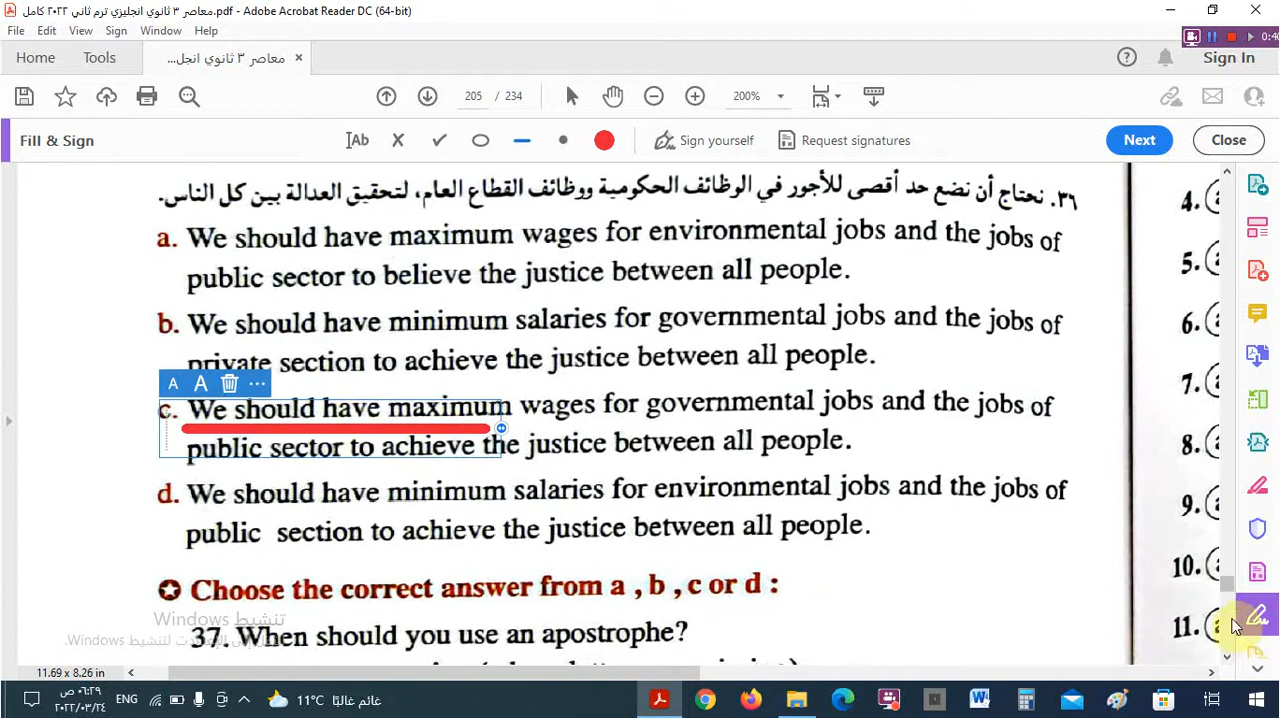 معاصر ٣ ثانوي انجليزي ترم ثاني ٢٠٢٢ كامل.pdf - Adobe Acrobat Reader DC (64-bit)
File Edit View Sign Window Help
Home Tools معاصر ٣ ثانوي انجل... Sign In
205 / 234 200%
Fill & Sign Ab Sign yourself Request signatures Next Close
٣٦. نحتاج أن نضع حد أقصى للأجور في الوظائف الحكومية ووظائف القطاع العام، لتحقيق العدالة بين كل الناس.
a. We should have maximum wages for environmental jobs and the jobs of
public sector to believe the justice between all people.
b. We should have minimum salaries for governmental jobs and the jobs of
private section to achieve the justice between all people.
A A
c. We should have maximum wages for governmental jobs and the jobs of
public sector to achieve the justice between all people.
d. We should have minimum salaries for environmental jobs and the jobs of
public section to achieve the justice between all people.
Choose the correct answer from a , b , c or d :
تنشيط Windows
37. When should you use an apostrophe?
4.
5.
6.
7.
8.
9.
10.
11.
11.69 x 8.26 in
ENG 11°C غائم غالبًا